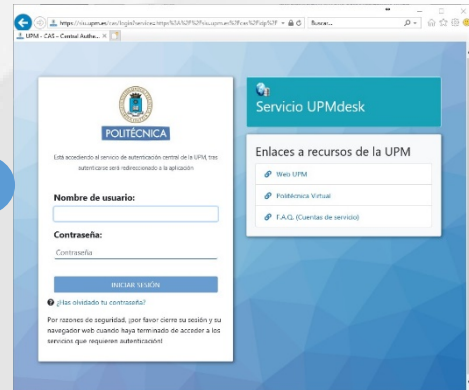 UPM - CAS - Central Authe...
Buscar...
POLITÉCNICA
Está accediendo al servicio de autenticación central de la UPM, tras
autenticarse será redireccionado a la aplicación
Nombre de usuario:
Contraseña:
Contraseña
INICIAR SESIÓN
¿Has olvidado tu contraseña?
Por razones de seguridad, ¡por favor cierre su sesión y su
navegador web cuando haya terminado de acceder a los
servicios que requieren autenticación!
Servicio UPMdesk
Enlaces a recursos de la UPM
Web UPM
Politécnica Virtual
F.A.Q. (Cuentas de servicio)